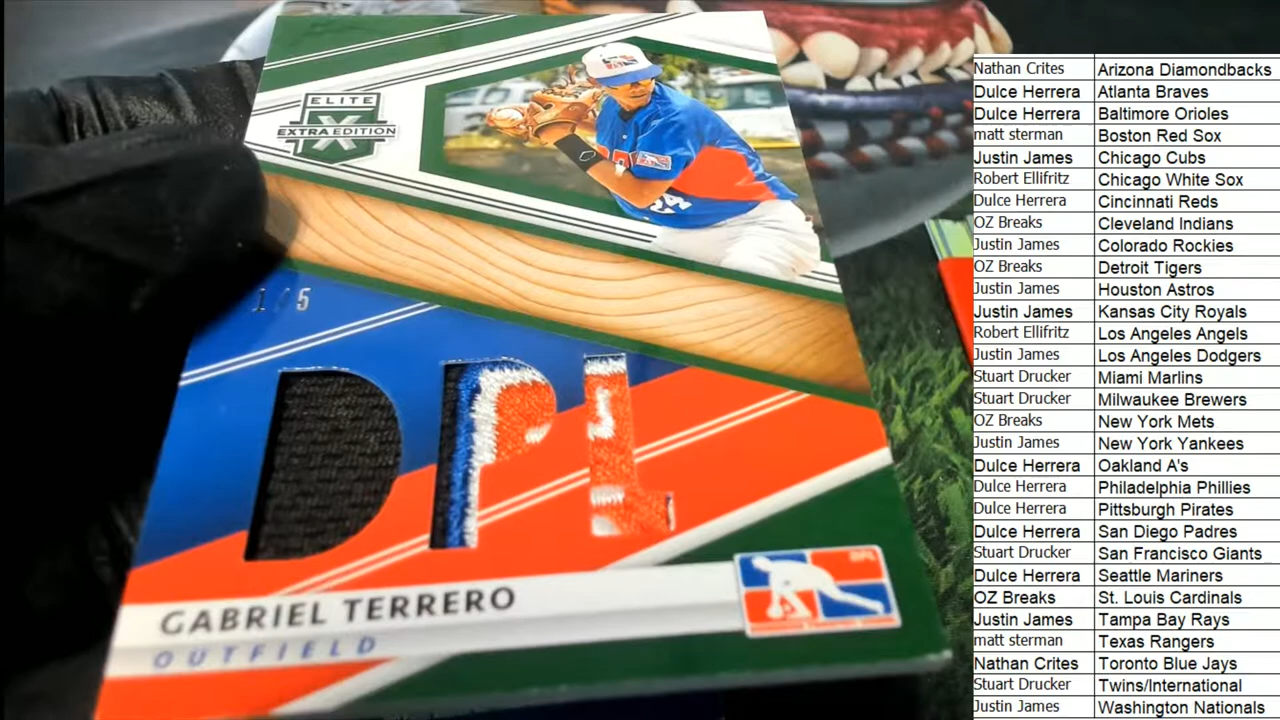 ELITE
X
EXTRA EDITION
24
1/5
DPL
DPL
GABRIEL TERRERO
OUTFIELD
Nathan Crites Arizona Diamondbacks
Dulce Herrera Atlanta Braves
Dulce Herrera Baltimore Orioles
matt sterman Boston Red Sox
Justin James Chicago Cubs
Robert Ellifritz Chicago White Sox
Dulce Herrera Cincinnati Reds
OZ Breaks Cleveland Indians
Justin James Colorado Rockies
OZ Breaks Detroit Tigers
Justin James Houston Astros
Justin James Kansas City Royals
Robert Ellifritz Los Angeles Angels
Justin James Los Angeles Dodgers
Stuart Drucker Miami Marlins
Stuart Drucker Milwaukee Brewers
OZ Breaks New York Mets
Justin James New York Yankees
Dulce Herrera Oakland A's
Dulce Herrera Philadelphia Phillies
Dulce Herrera Pittsburgh Pirates
Dulce Herrera San Diego Padres
Stuart Drucker San Francisco Giants
Dulce Herrera Seattle Mariners
OZ Breaks St. Louis Cardinals
Justin James Tampa Bay Rays
matt sterman Texas Rangers
Nathan Crites Toronto Blue Jays
Stuart Drucker Twins/International
Justin James Washington Nationals